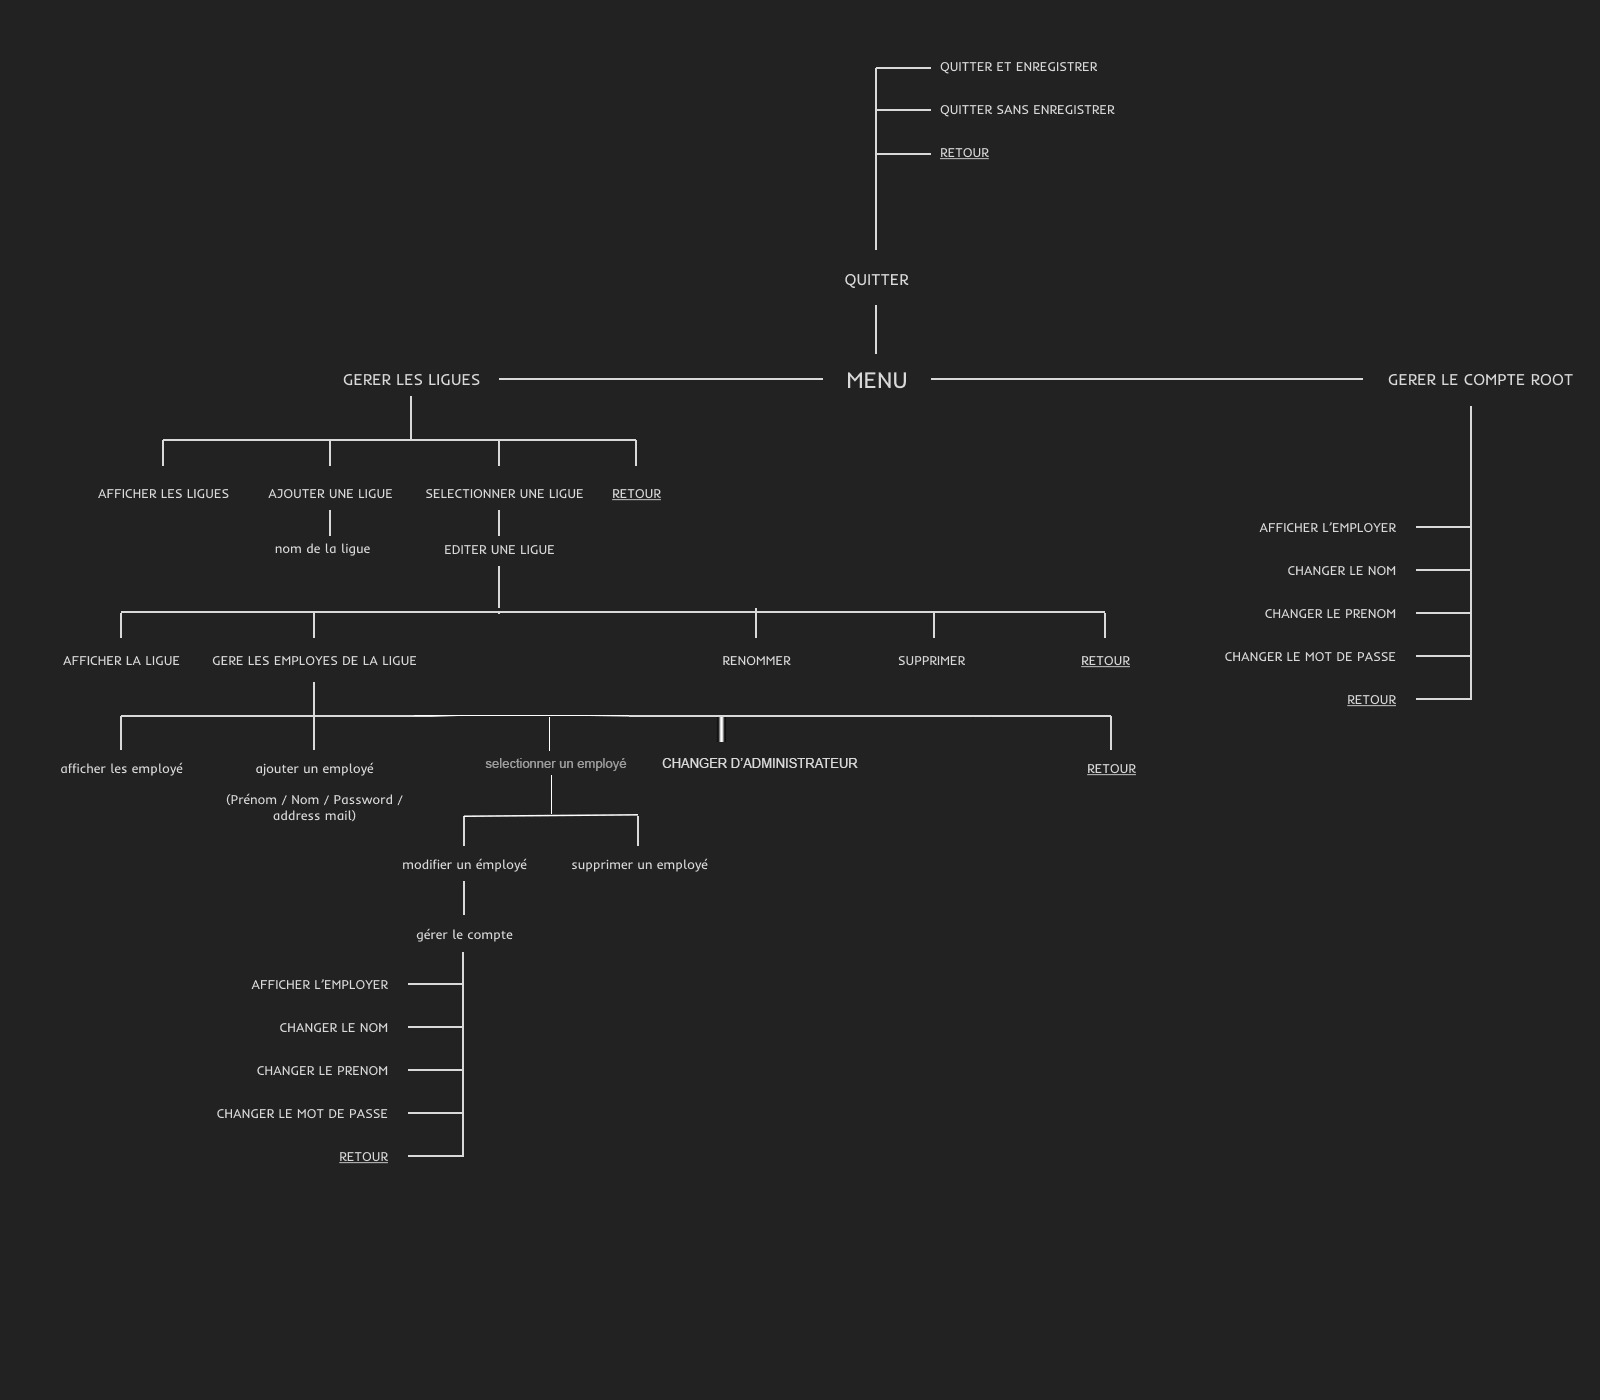 QUITTER ET ENREGISTRER
QUITTER SANS ENREGISTRER
RETOUR
QUITTER
GERER LES LIGUES
MENU
GERER LE COMPTE ROOT
AFFICHER LES LIGUES
AJOUTER UNE LIGUE
SELECTIONNER UNE LIGUE
RETOUR
nom de la ligue
EDITER UNE LIGUE
AFFICHER L'EMPLOYER
CHANGER LE NOM
CHANGER LE PRENOM
CHANGER LE MOT DE PASSE
RETOUR
AFFICHER LA LIGUE
GERE LES EMPLOYES DE LA LIGUE
RENOMMER
SUPPRIMER
RETOUR
afficher les employé
ajouter un employé
(Prénom / Nom / Password /
address mail)
selectionner un employé
CHANGER D'ADMINISTRATEUR
RETOUR
modifier un émployé
supprimer un employé
gérer le compte
AFFICHER L'EMPLOYER
CHANGER LE NOM
CHANGER LE PRENOM
CHANGER LE MOT DE PASSE
RETOUR